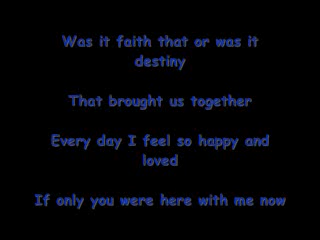 Was it faith that or was it
destiny
That brought us together
Every day I feel so happy and
loved
If only you were here with me now